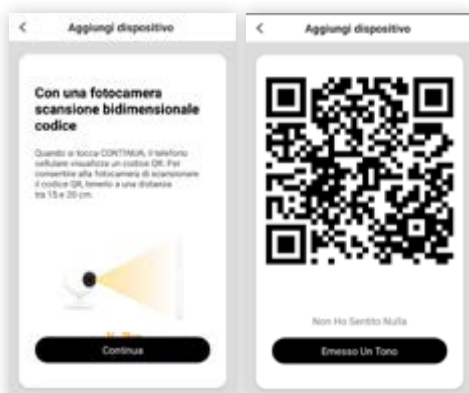 Aggiungi dispositivo
Con una fotocamera
scansione bidimensionale
codice
Quando si tocca CONTINUA, il telefono
cellulare visualizza un codice QR. Per
consentire alla fotocamera di scansionare
il codice QR, tenerlo a una distanza
tra 15 e 20 cm.
Continua
Aggiungi dispositivo
Non Ho Sentito Nulla
Emesso Un Tono